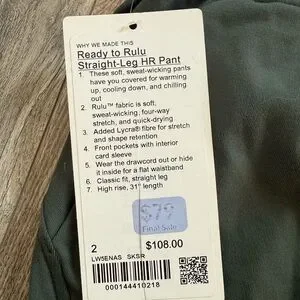 WHY WE MADE THIS
Ready to Rulu
Straight-Leg HR Pant
1. These soft, sweat-wicking pants
have you covered for warming
up, cooling down, and chilling
out
2. Rulu™ fabric is soft,
sweat-wicking, four-way
stretch, and quick-drying
3. Added Lycra® fibre for stretch
and shape retention
4. Front pockets with interior
card sleeve
5. Wear the drawcord out or hide
it inside for a flat waistband
6. Classic fit, straight leg
7. High rise, 31" length
$79
Final Sale
2 $108.00
LW5ENAS SKSR
000144410218